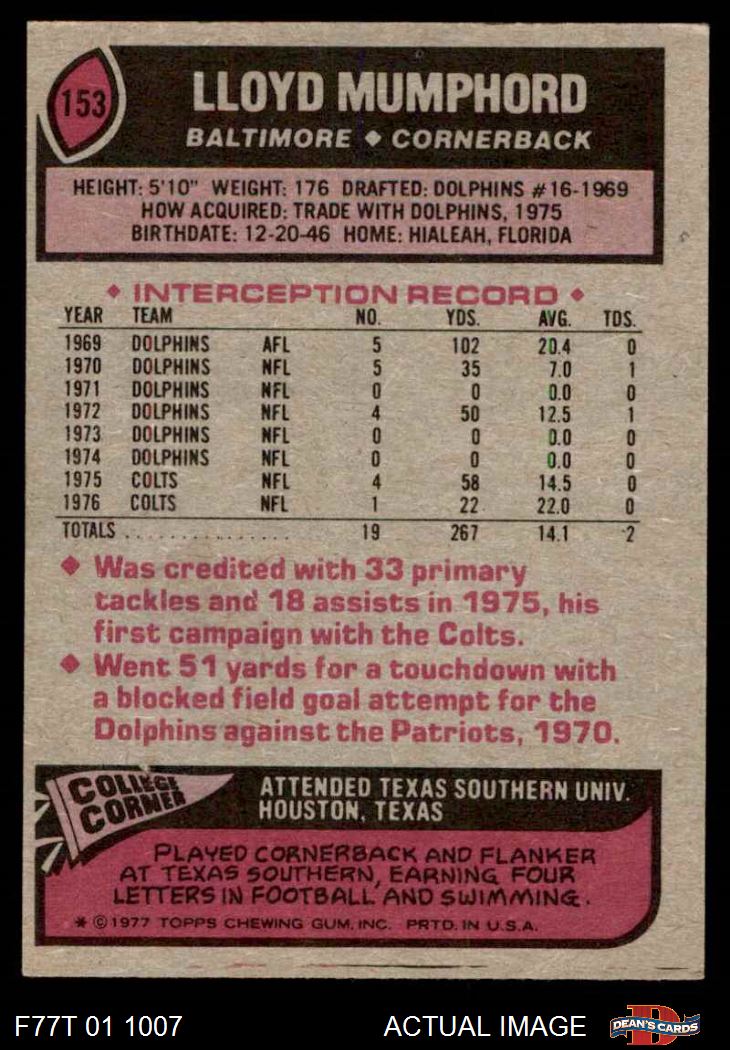 153
LLOYD MUMPHORD
BALTIMORE ◆ CORNERBACK
HEIGHT: 5'10" WEIGHT: 176 DRAFTED: DOLPHINS #16-1969
HOW ACQUIRED: TRADE WITH DOLPHINS, 1975
BIRTHDATE: 12-20-46 HOME: HIALEAH, FLORIDA
◆ INTERCEPTION RECORD ◆
YEAR TEAM NO. YDS. AVG. TDS.
1969 DOLPHINS AFL 5 102 20.4 0
1970 DOLPHINS NFL 5 35 7.0 1
1971 DOLPHINS NFL 0 0 0.0 0
1972 DOLPHINS NFL 4 50 12.5 1
1973 DOLPHINS NFL 0 0 0.0 0
1974 DOLPHINS NFL 0 0 0.0 0
1975 COLTS NFL 4 58 14.5 0
1976 COLTS NFL 1 22 22.0 0
TOTALS . . . . . . . . . . . . . . . . 19 267 14.1 2
◆ Was credited with 33 primary
tackles and 18 assists in 1975, his
first campaign with the Colts.
◆ Went 51 yards for a touchdown with
a blocked field goal attempt for the
Dolphins against the Patriots, 1970.
COLLEGE
CORNER
ATTENDED TEXAS SOUTHERN UNIV.
HOUSTON, TEXAS
PLAYED CORNERBACK AND FLANKER
AT TEXAS SOUTHERN, EARNING FOUR
LETTERS IN FOOTBALL AND SWIMMING.
* © 1977 TOPPS CHEWING GUM, INC. PRTD. IN U.S.A.
F77T 01 1007 ACTUAL IMAGE DEAN'S CARDS